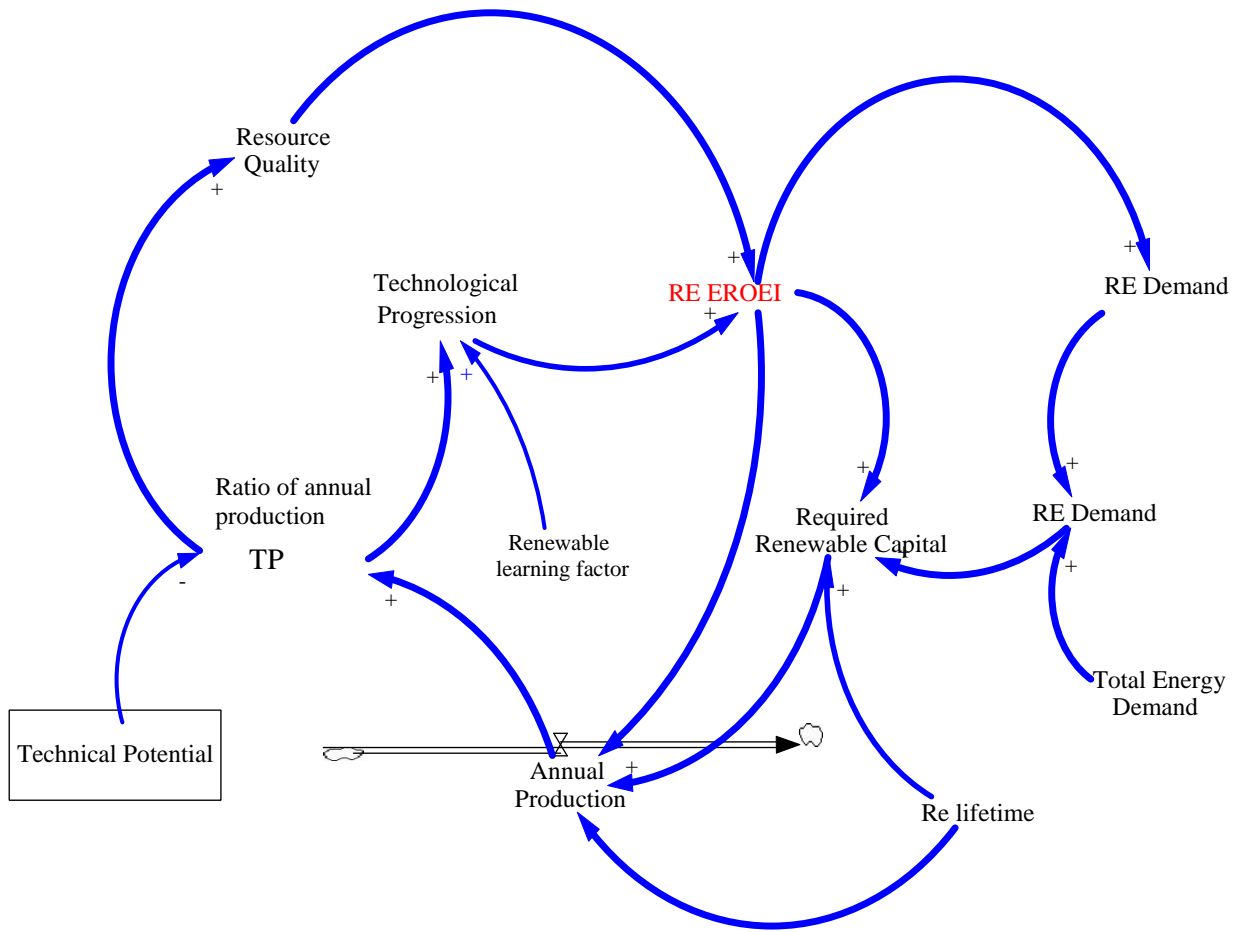 Resource
Quality
+
+
+
RE Demand
Technological
Progression
RE EROEI
+
+
+
Ratio of annual
production
TP
+
+
RE Demand
Required
Renewable Capital
+
Renewable
learning factor
-
+
+
+
Total Energy
Demand
Technical Potential
Annual
Production
+
Re lifetime